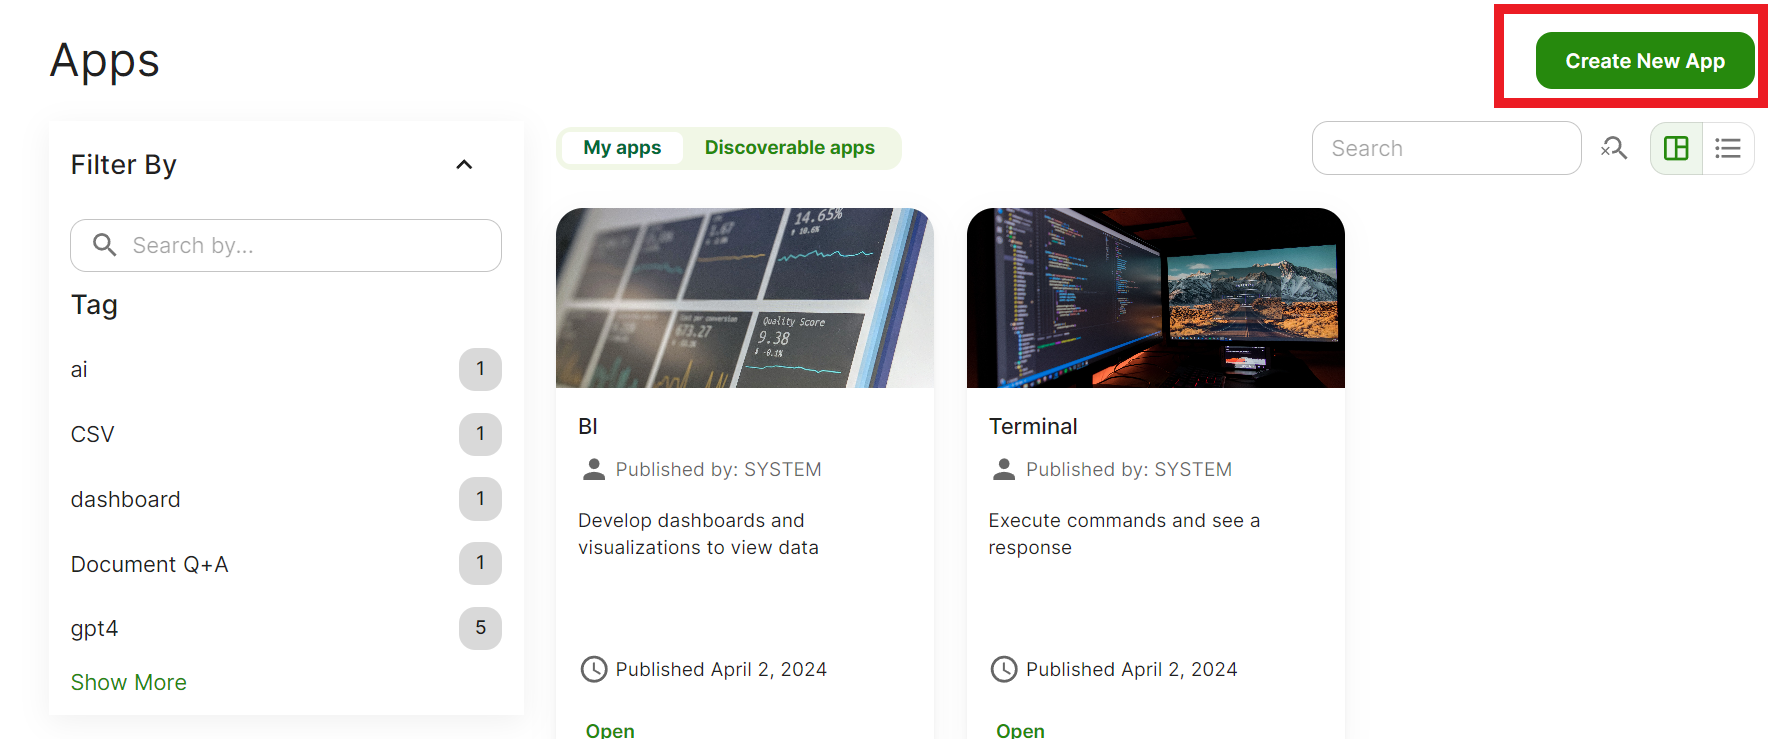 Apps
Create New App
Filter By
Search by...
Tag
ai 1
CSV 1
dashboard 1
Document Q+A 1
gpt4 5
Show More
My apps Discoverable apps
Search
14.65%
Quality Score
9.38
673.27
BI
Published by: SYSTEM
Develop dashboards and
visualizations to view data
Published April 2, 2024
Open
Terminal
Published by: SYSTEM
Execute commands and see a
response
Published April 2, 2024
Open